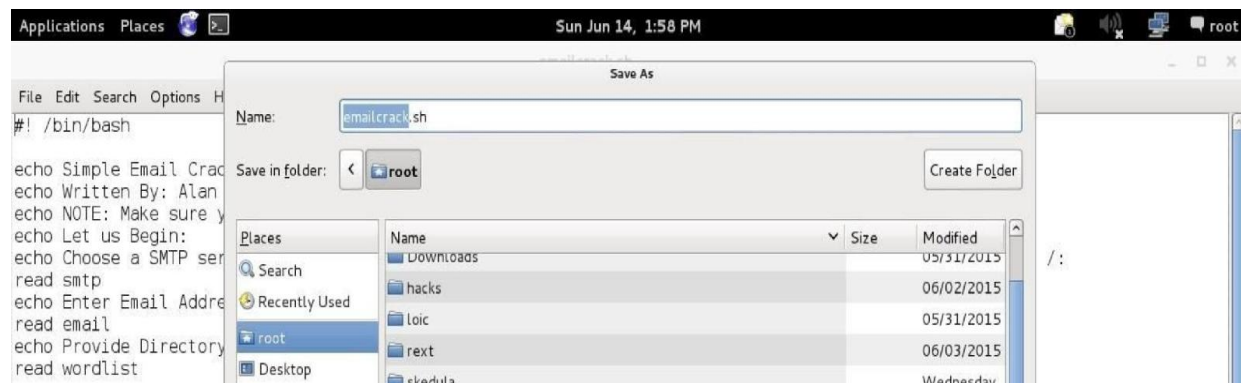 Applications Places Sun Jun 14, 1:58 PM root
Save As
File Edit Search Options H
Name: emailcrack.sh
Save in folder: root Create Folder
Places Name Size Modified
Search Downloads 05/31/2015
Recently Used hacks 06/02/2015
root loic 05/31/2015
Desktop rext 06/03/2015
skedula Wednesday
#! /bin/bash
echo Simple Email Crac
echo Written By: Alan
echo NOTE: Make sure y
echo Let us Begin:
echo Choose a SMTP ser /:
read smtp
echo Enter Email Addre
read email
echo Provide Directory
read wordlist